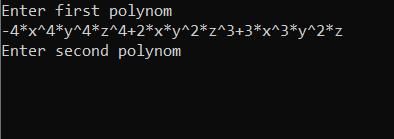 Enter first polynom
-4*x^4*y^4*z^4+2*x*y^2*z^3+3*x^3*y^2*z
Enter second polynom